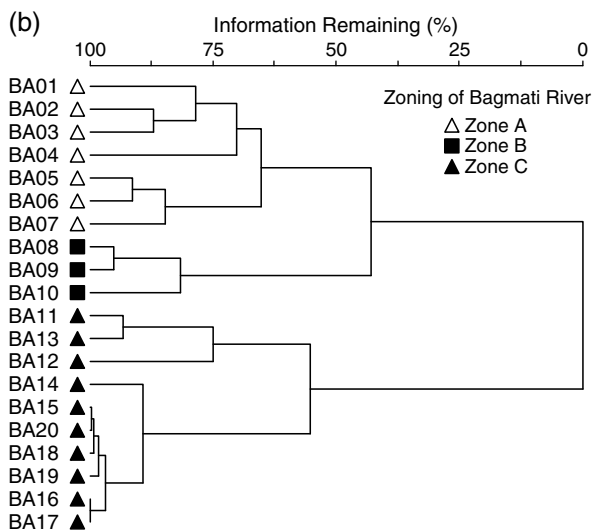 (b)
Information Remaining (%)
100 75 50 25 0
Zoning of Bagmati River
Zone A
Zone B
Zone C
BA01
BA02
BA03
BA04
BA05
BA06
BA07
BA08
BA09
BA10
BA11
BA13
BA12
BA14
BA15
BA20
BA18
BA19
BA16
BA17